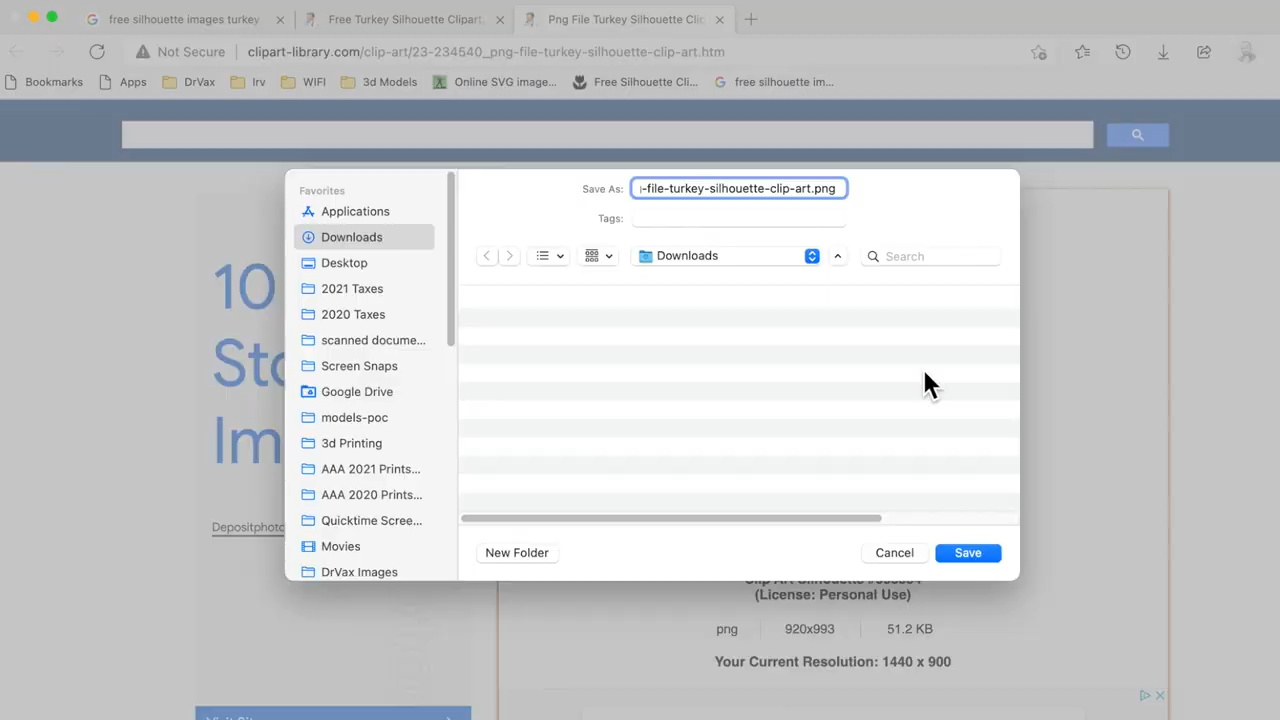 free silhouette images turkey
Free Turkey Silhouette Clipart,
Png File Turkey Silhouette Clip
Not Secure
clipart-library.com/clip-art/23-234540_png-file-turkey-silhouette-clip-art.htm
Bookmarks
Apps
DrVax
Irv
WIFI
3d Models
Online SVG image...
Free Silhouette Cli...
free silhouette im...
Favorites
Applications
Downloads
Desktop
2021 Taxes
2020 Taxes
scanned docume...
Screen Snaps
Google Drive
models-poc
3d Printing
AAA 2021 Prints...
AAA 2020 Prints...
Quicktime Scree...
Movies
DrVax Images
Save As:
-file-turkey-silhouette-clip-art.png
Tags:
Downloads
Search
New Folder
Cancel
Save
10
Sto
Im
Depositphoto
(License: Personal Use)
png
920x993
51.2 KB
Your Current Resolution: 1440 x 900